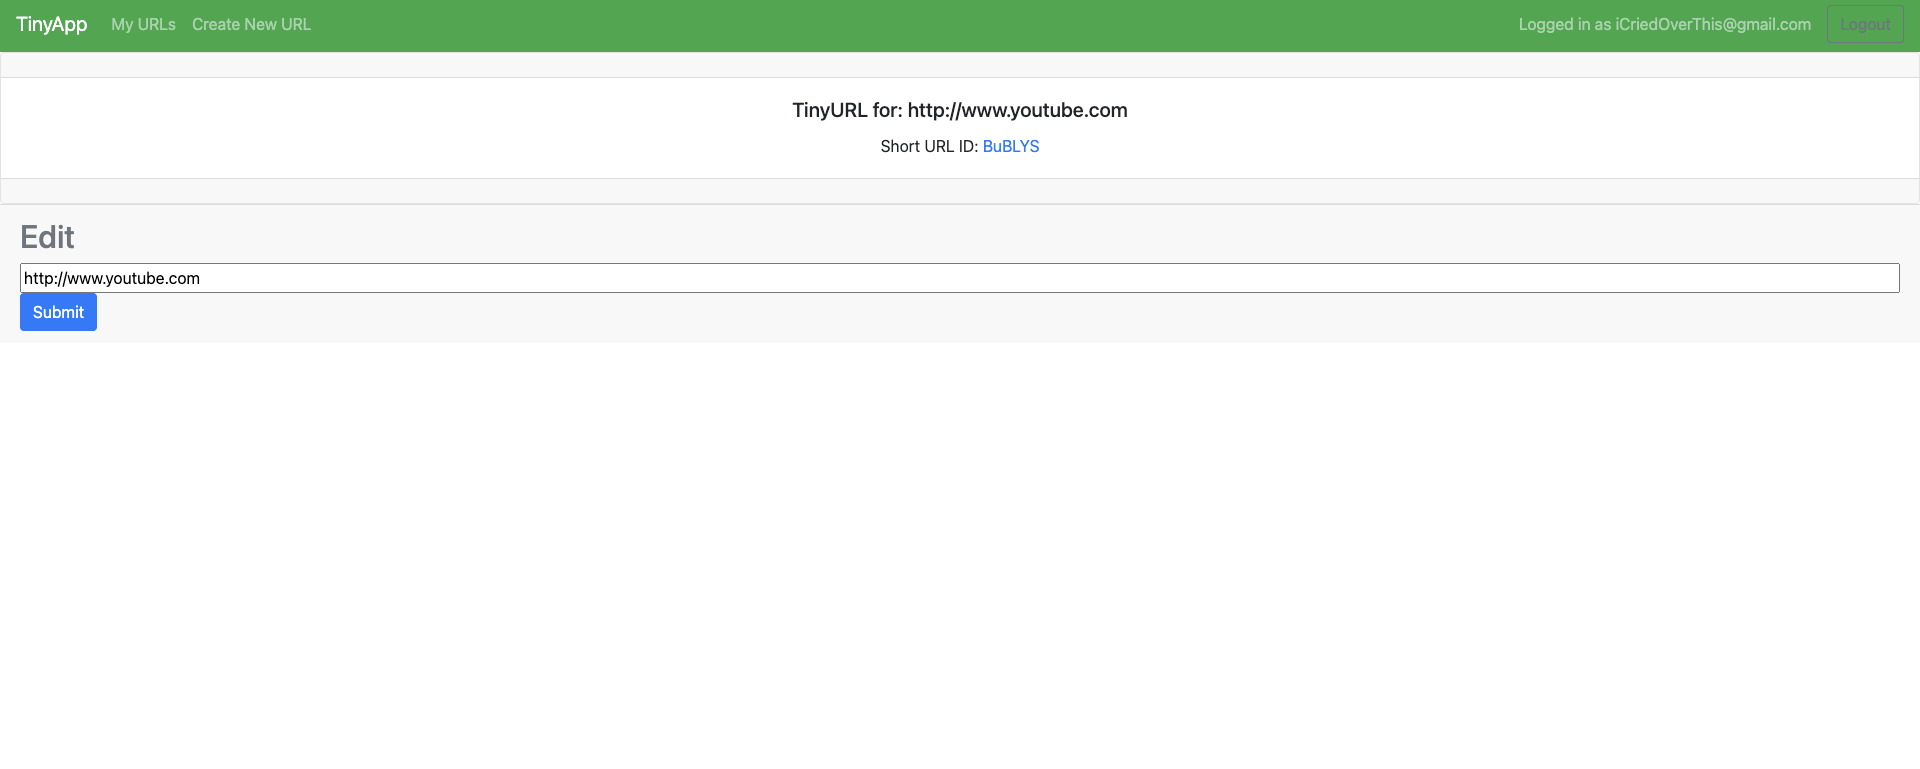 TinyApp My URLs Create New URL Logged in as iCriedOverThis@gmail.com Logout
TinyURL for: http://www.youtube.com
Short URL ID: BuBLYS
Edit
http://www.youtube.com
Submit